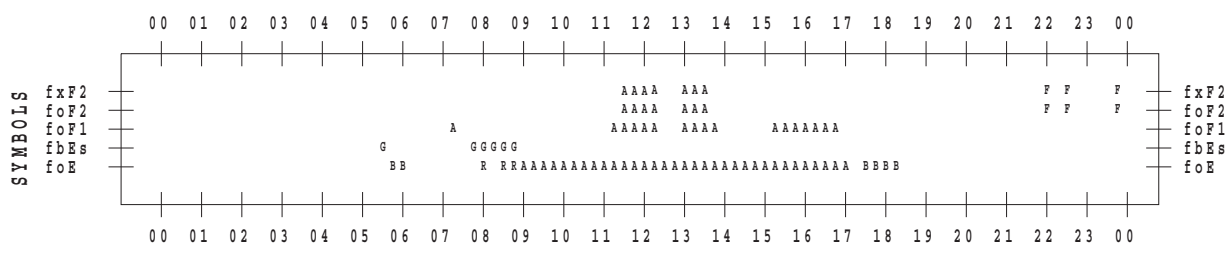 00 01 02 03 04 05 06 07 08 09 10 11 12 13 14 15 16 17 18 19 20 21 22 23 00
SYMBOLS
fxF2 AAAA AAA F F F fxF2
foF2 AAAA AAA F F F foF2
foF1 A AAAAA AAAA AAAAAAA foF1
fbEs G GGGGG fbEs
foE BB R RRAAAAAAAAAAAAAAAAAAAAAAAAAAAAAAAAA BBBB foE
00 01 02 03 04 05 06 07 08 09 10 11 12 13 14 15 16 17 18 19 20 21 22 23 00